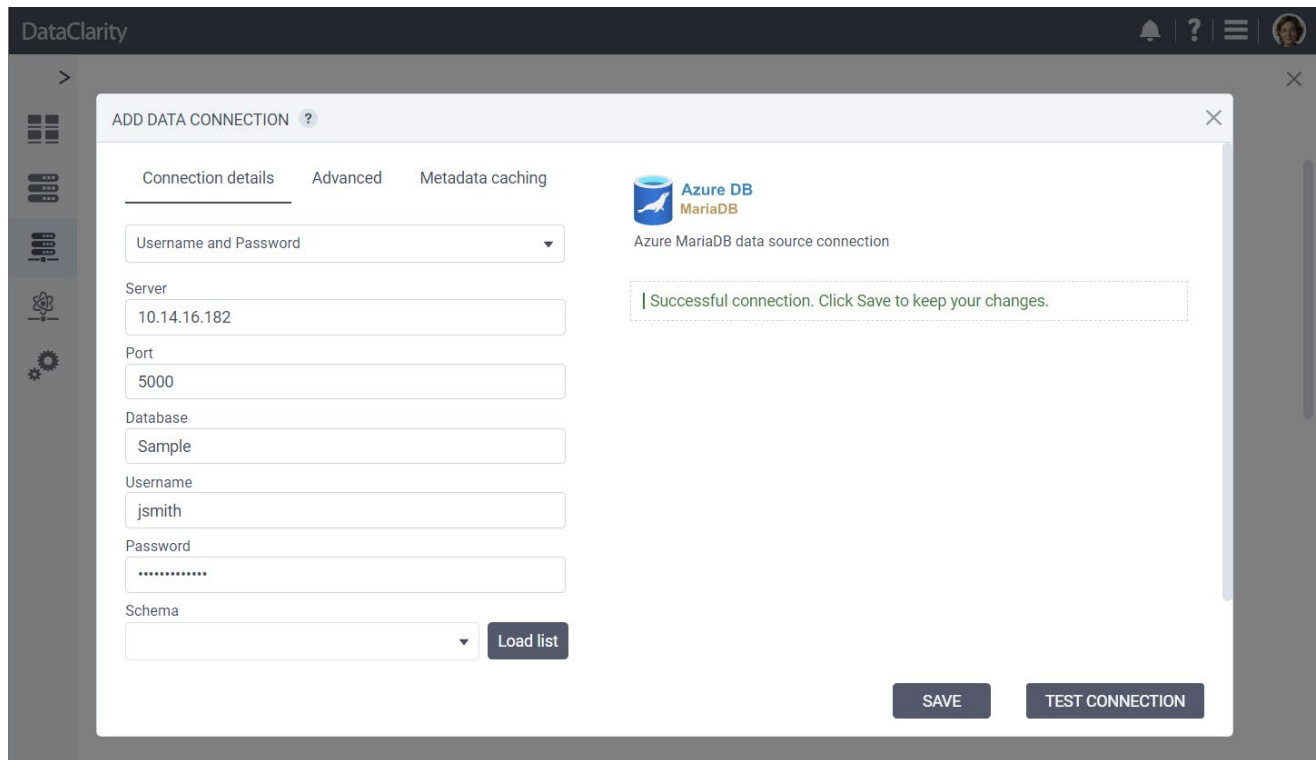 DataClarity
?
>
ADD DATA CONNECTION ?
Connection details Advanced Metadata caching
Username and Password
Server
10.14.16.182
Port
5000
Database
Sample
Username
jsmith
Password
•••••••••••••
Schema
Load list
Azure DB
MariaDB
Azure MariaDB data source connection
Successful connection. Click Save to keep your changes.
SAVE TEST CONNECTION